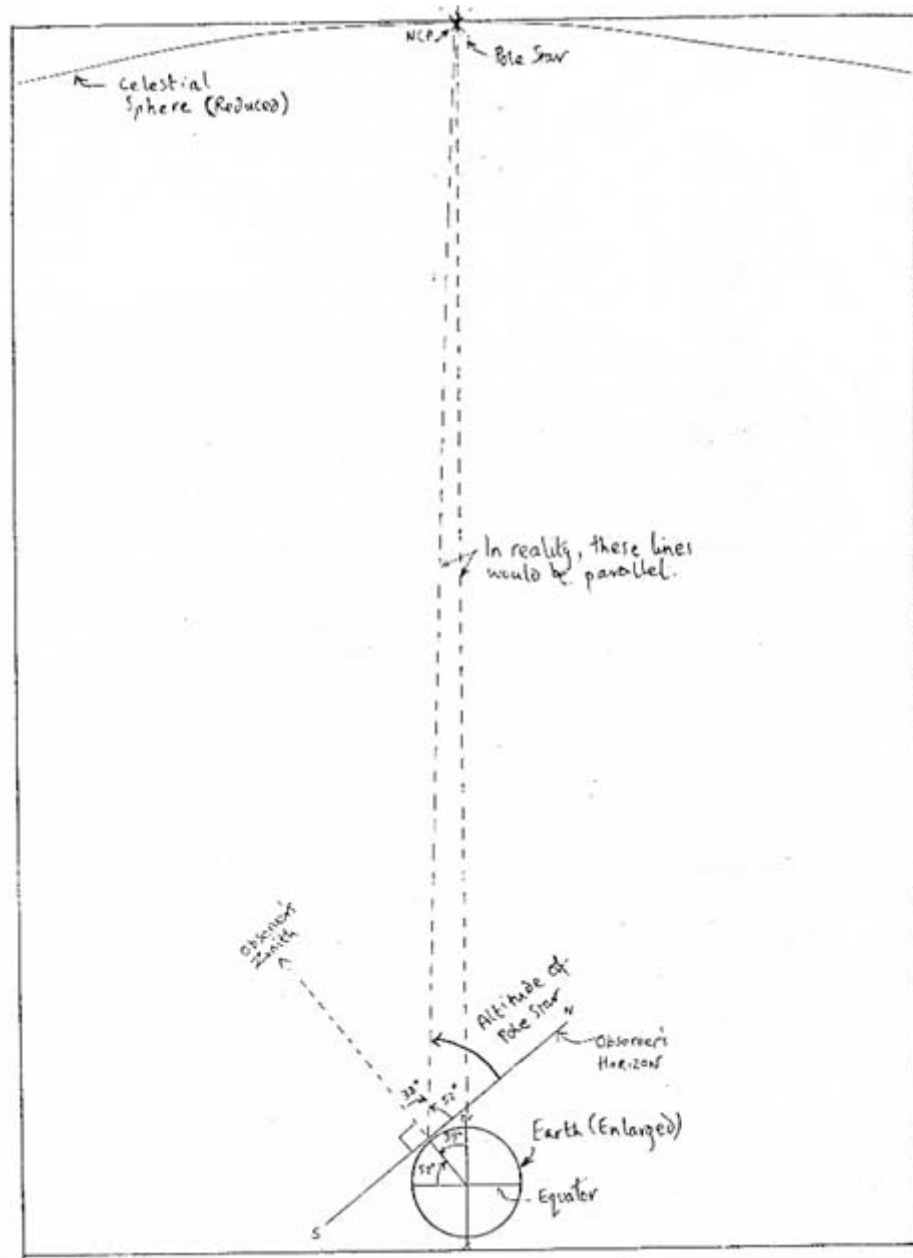 NCP
Pole Star
Celestial
Sphere (Reduced)
In reality, these lines
would be parallel.
Observer's
Zenith
Altitude of
Pole Star
N
Observer's
Horizon
38°
52°
N
38°
52°
Earth (Enlarged)
Equator
S